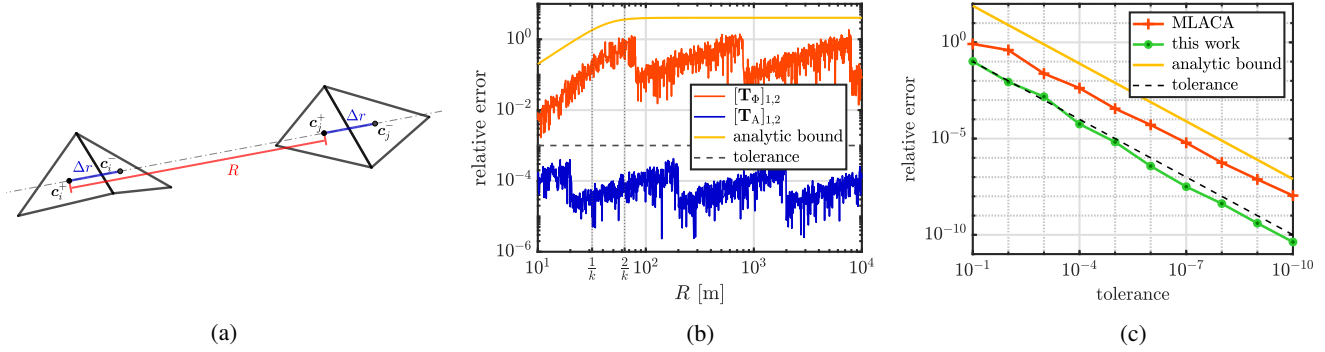 c_j^+
Δr
c_j^-
Δr
c_i^-
c_i^+
R
(a)
relative error
10^0
10^-2
10^-4
10^-6
[T_Φ]_1,2
[T_A]_1,2
analytic bound
tolerance
10^1
1/k
2/k
10^2
10^3
10^4
R [m]
(b)
relative error
10^0
10^-5
10^-10
MLACA
this work
analytic bound
tolerance
10^-1
10^-4
10^-7
10^-10
tolerance
(c)